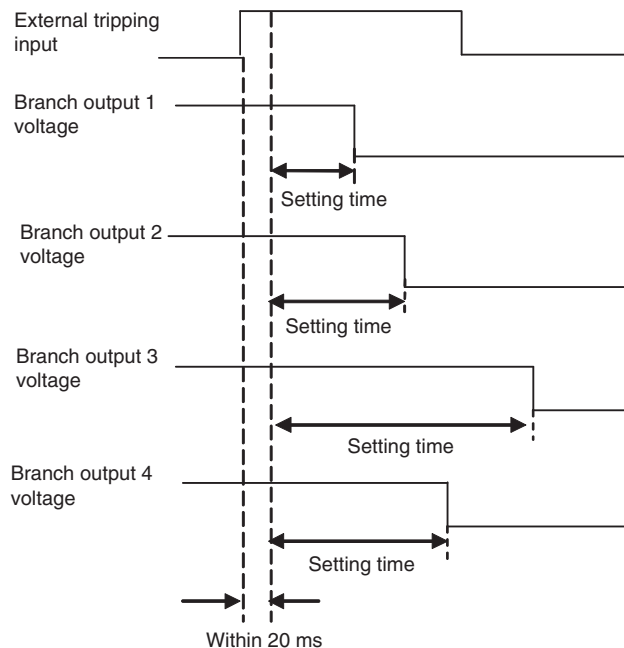 External tripping
input
Branch output 1
voltage
Setting time
Branch output 2
voltage
Setting time
Branch output 3
voltage
Setting time
Branch output 4
voltage
Setting time
Within 20 ms